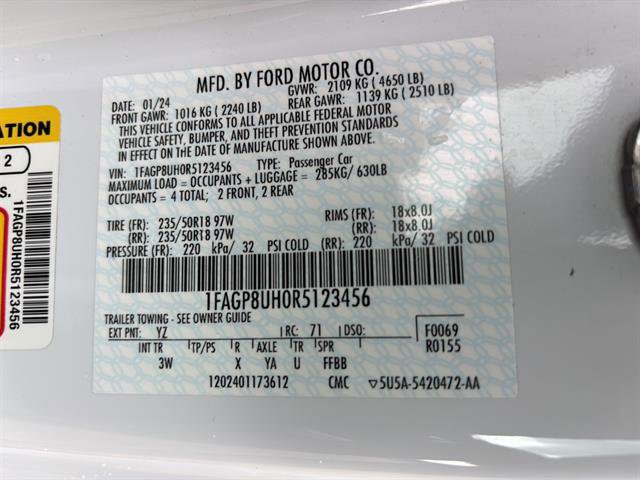 MFD. BY FORD MOTOR CO.
DATE: 01/24
GVWR: 2109 KG ( 4650 LB)
FRONT GAWR: 1016 KG ( 2240 LB)
REAR GAWR: 1139 KG ( 2510 LB)
THIS VEHICLE CONFORMS TO ALL APPLICABLE FEDERAL MOTOR
VEHICLE SAFETY, BUMPER, AND THEFT PREVENTION STANDARDS
IN EFFECT ON THE DATE OF MANUFACTURE SHOWN ABOVE.
VIN: 1FAGP8UH0R5123456 TYPE: Passenger Car
MAXIMUM LOAD = OCCUPANTS + LUGGAGE = 285KG/ 630LB
OCCUPANTS = 4 TOTAL; 2 FRONT, 2 REAR
TIRE (FR): 235/50R18 97W RIMS (FR): 18x8.0J
(RR): 235/50R18 97W (RR): 18x8.0J
PRESSURE (FR): 220 kPa/ 32 PSI COLD (RR): 220 kPa/ 32 PSI COLD
1FAGP8UH0R5123456
TRAILER TOWING - SEE OWNER GUIDE
EXT PNT: YZ RC: 71 DSO: F0069
INT TR TP/PS R AXLE TR SPR R0155
3W X YA U FFBB
1202401173612 CMC ▽5U5A-5420472-AA
ATION
2
S.
1FAGP8UH0R5123456